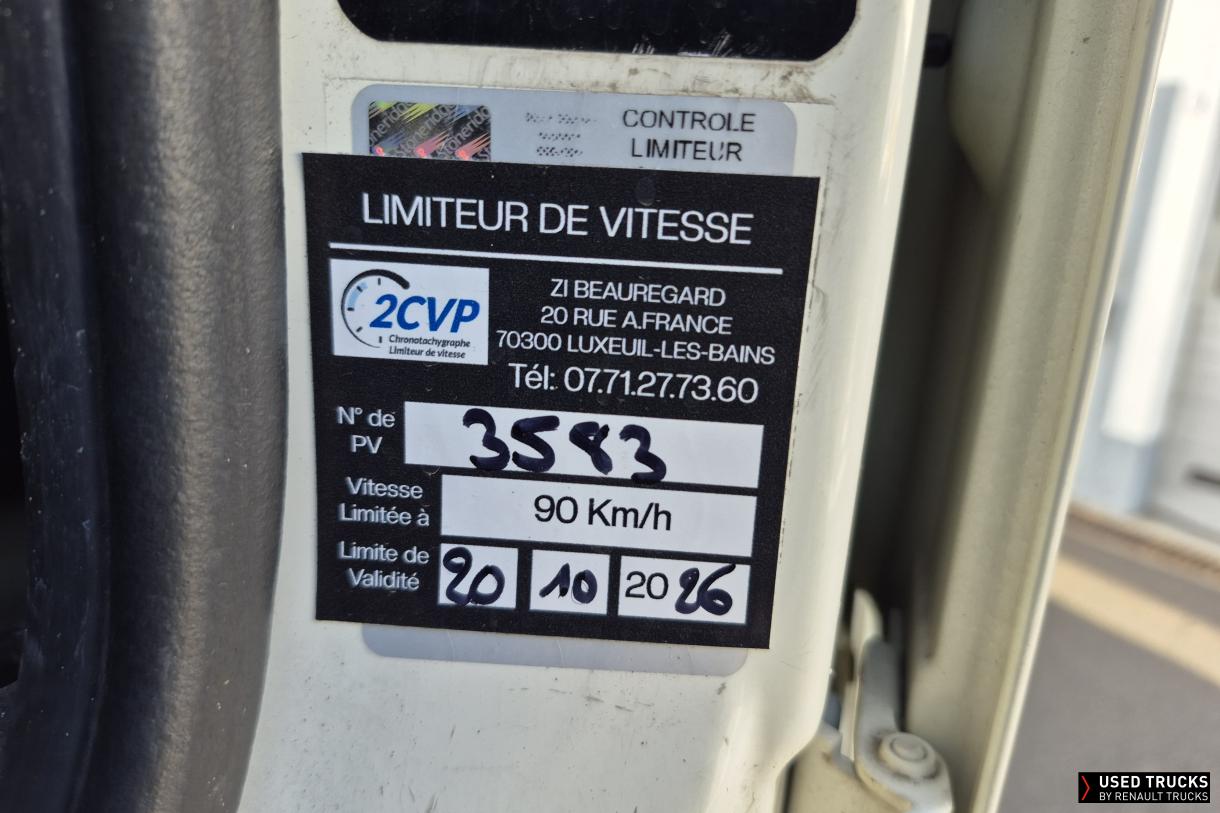 CONTROLE
LIMITEUR
LIMITEUR DE VITESSE
2CVP
Chronotachygraphe
Limiteur de vitesse
ZI BEAUREGARD
20 RUE A.FRANCE
70300 LUXEUIL-LES-BAINS
Tél: 07.71.27.73.60
N° de
PV
3583
Vitesse
Limitée à
90 Km/h
Limite de
Validité
20 10 2026
USED TRUCKS
BY RENAULT TRUCKS